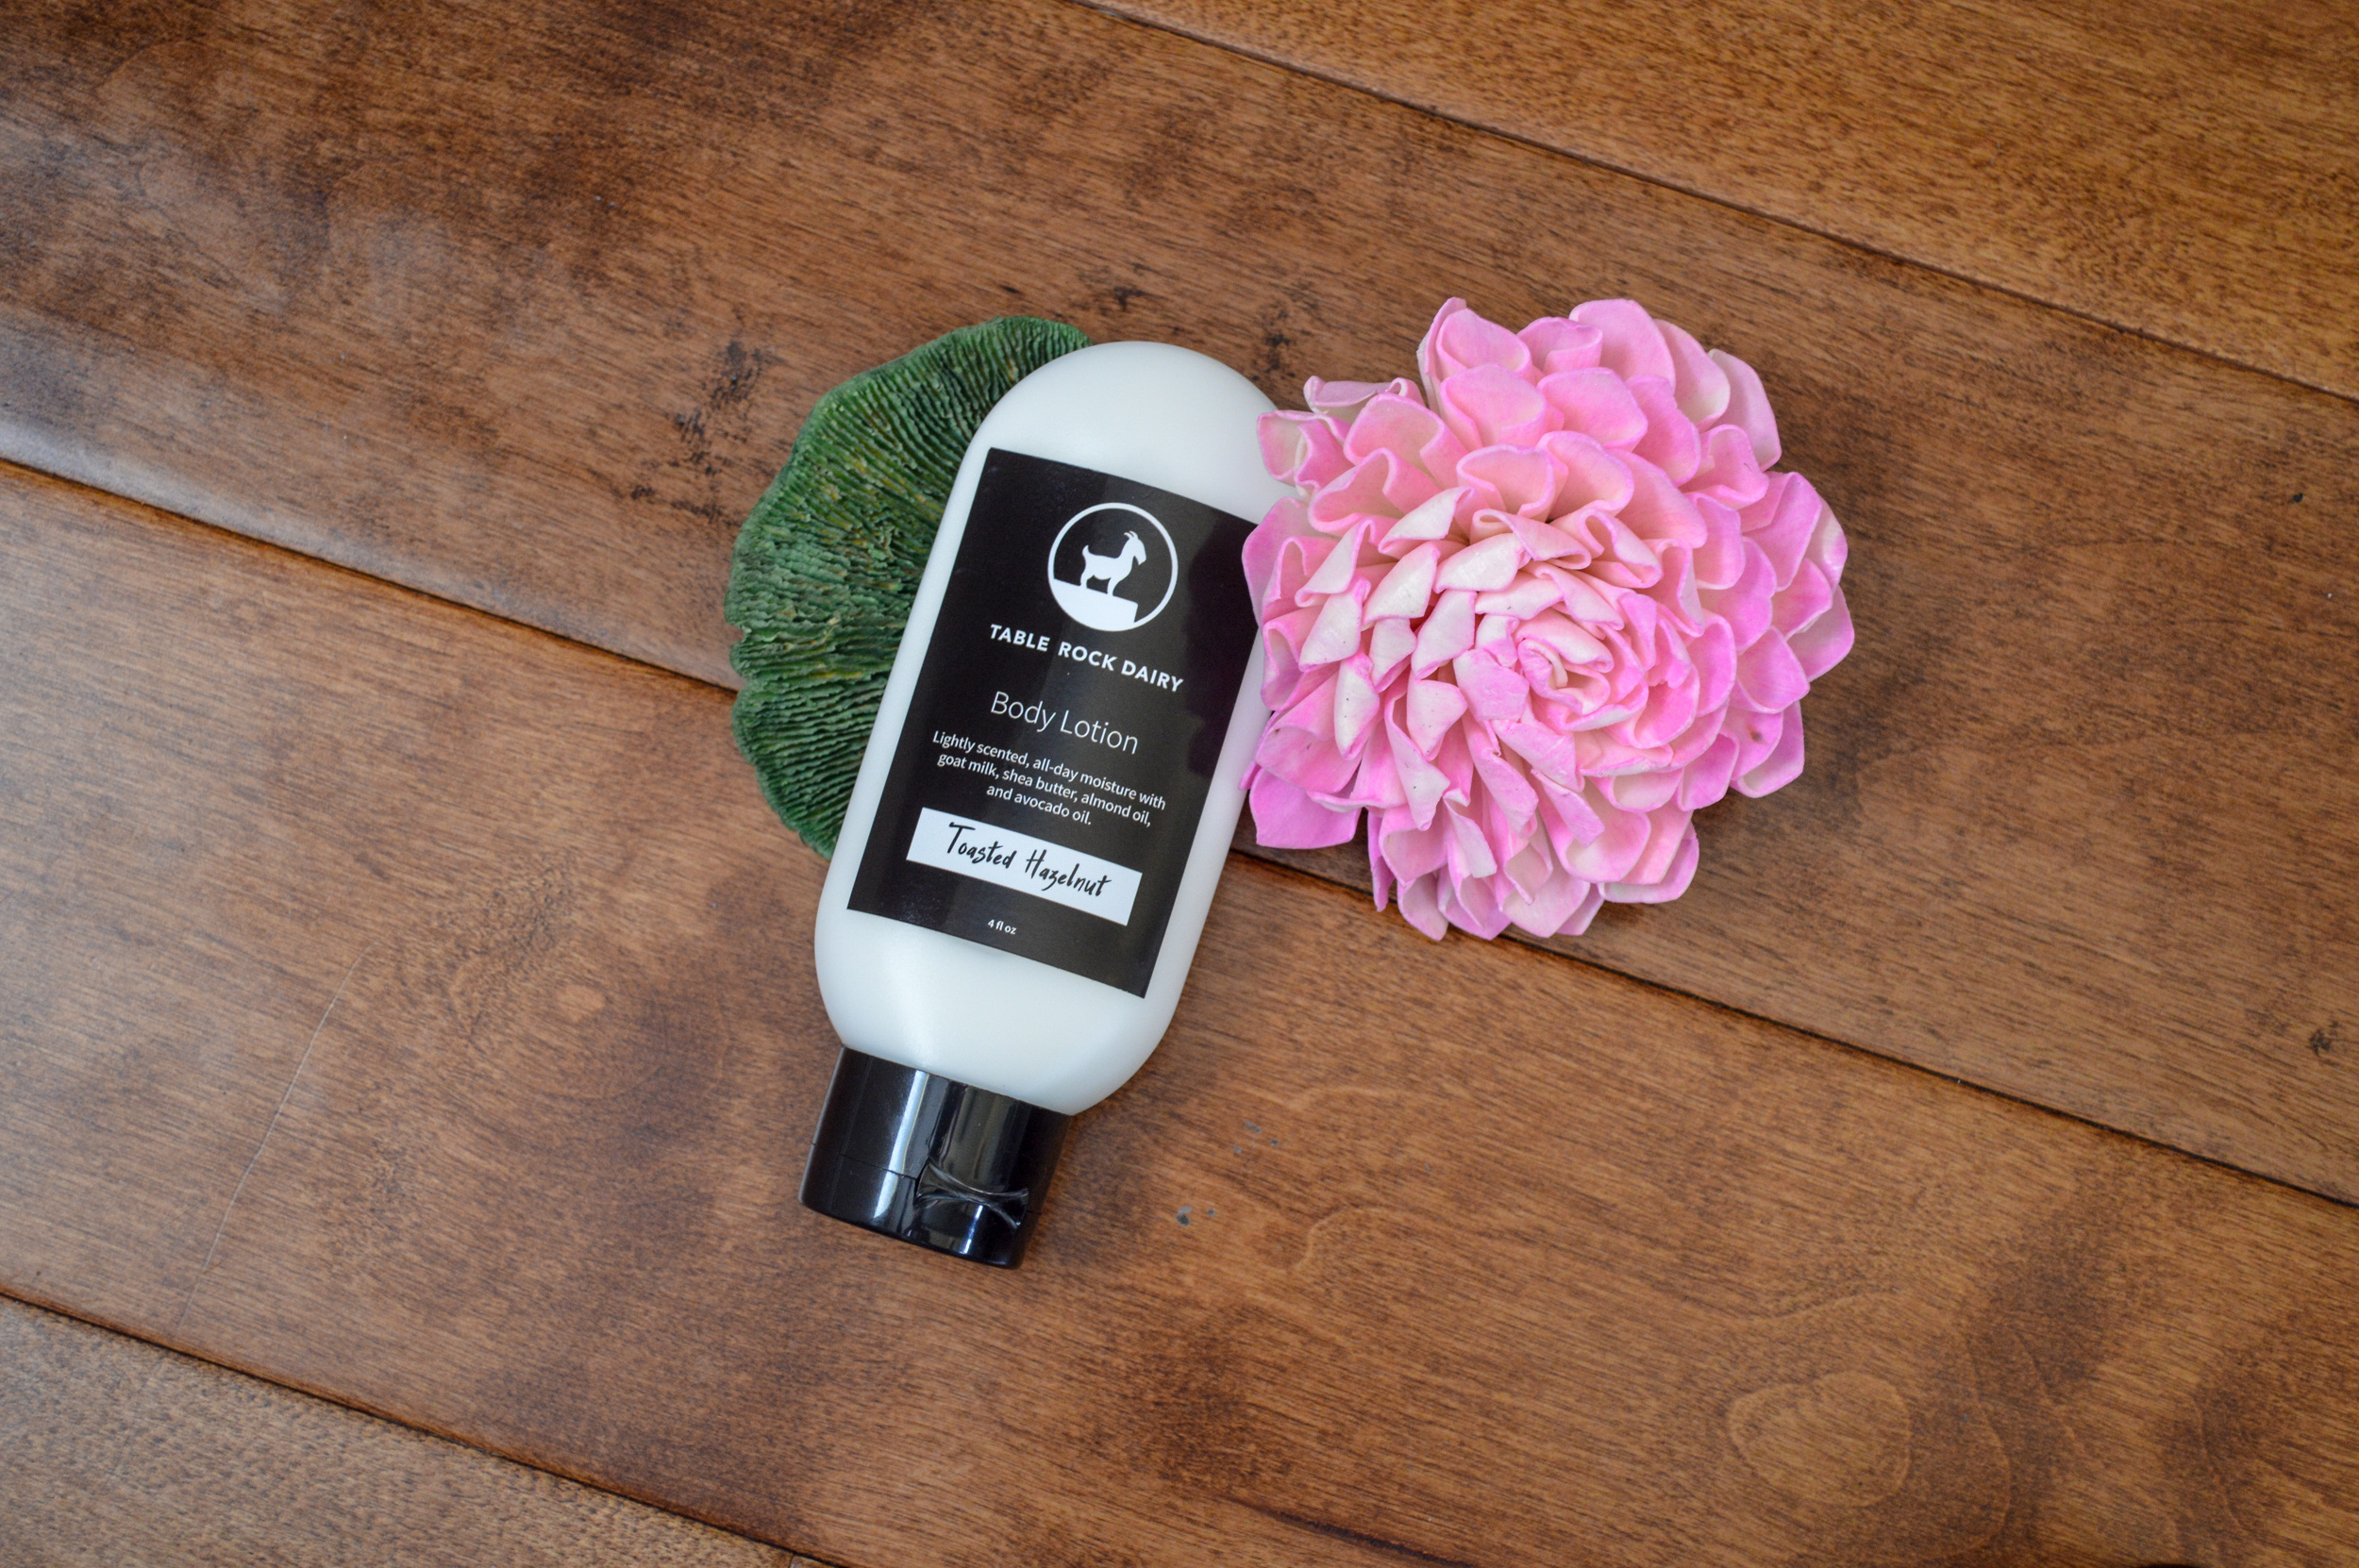 TABLE ROCK DAIRY
Body Lotion
Lightly scented, all-day moisture with
goat milk, shea butter, almond oil,
and avocado oil.
Toasted Hazelnut
4 fl oz